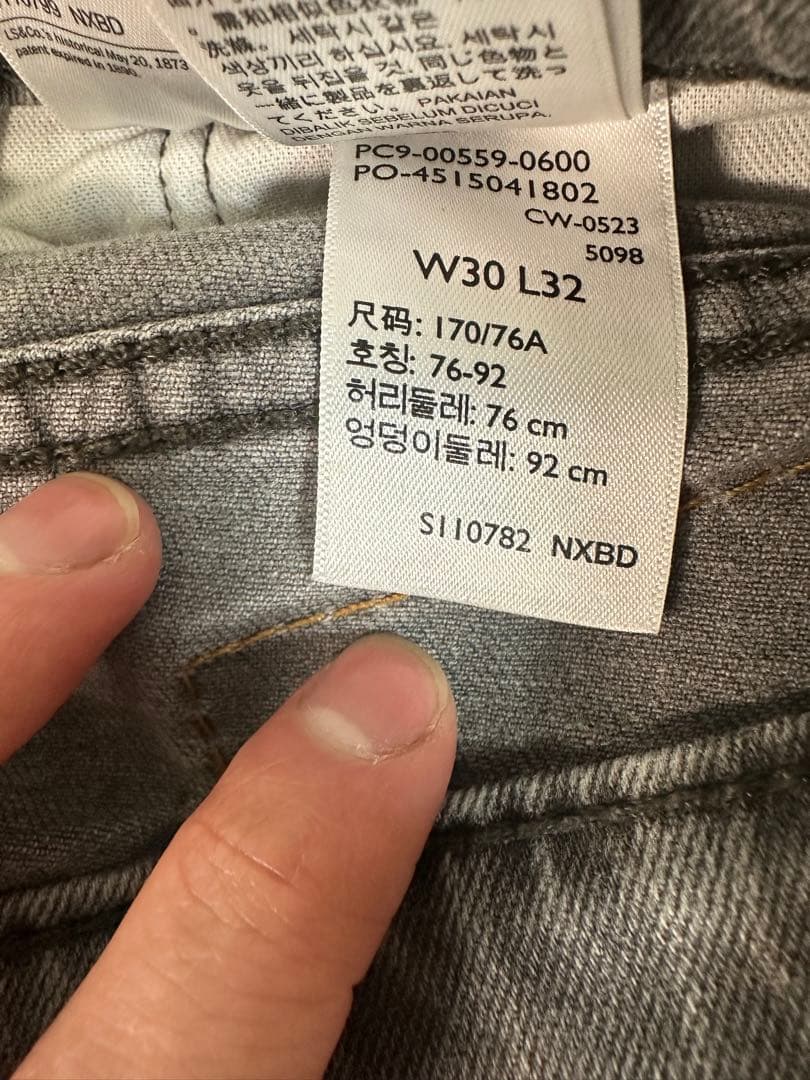 NXBD
LS&Co.'s historical May 20, 1873
patent expired in 1890.
洗滌。 세탁시 같은
색상끼리 하십시요. 세탁 시
옷을 뒤집을 것. 同じ色物と
一緒に製品を裏返して洗っ
てください。 PAKAIAN
DIBALIK SEBELUM DICUCI
DENGAN WARNA SERUPA.
PC9-00559-0600
PO-4515041802
CW-0523
5098
W30 L32
尺码: 170/76A
호칭: 76-92
허리둘레: 76 cm
엉덩이둘레: 92 cm
S110782 NXBD